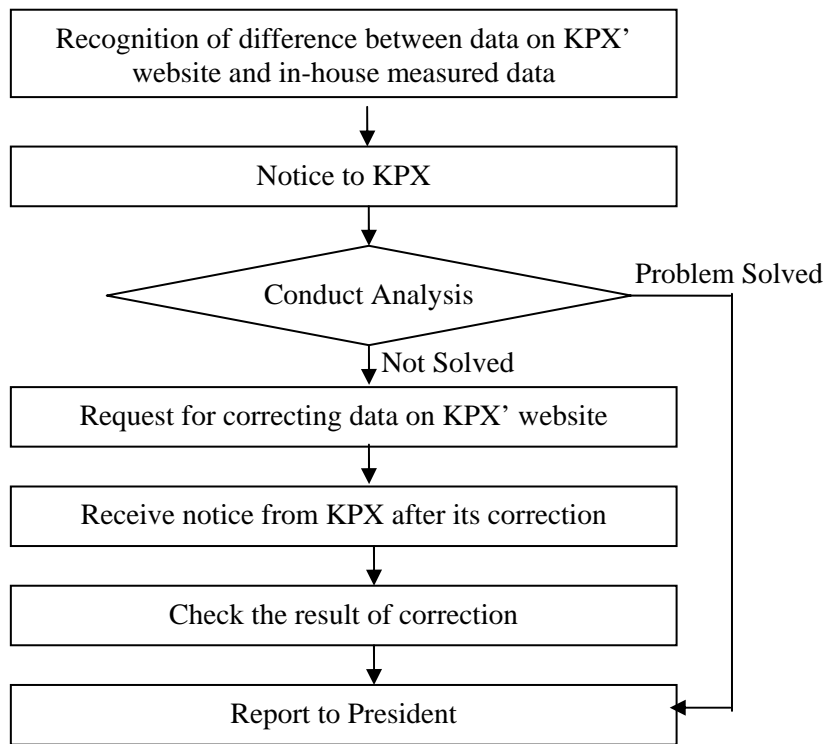 Recognition of difference between data on KPX’
website and in-house measured data
Notice to KPX
Problem Solved
Conduct Analysis
Not Solved
Request for correcting data on KPX’ website
Receive notice from KPX after its correction
Check the result of correction
Report to President